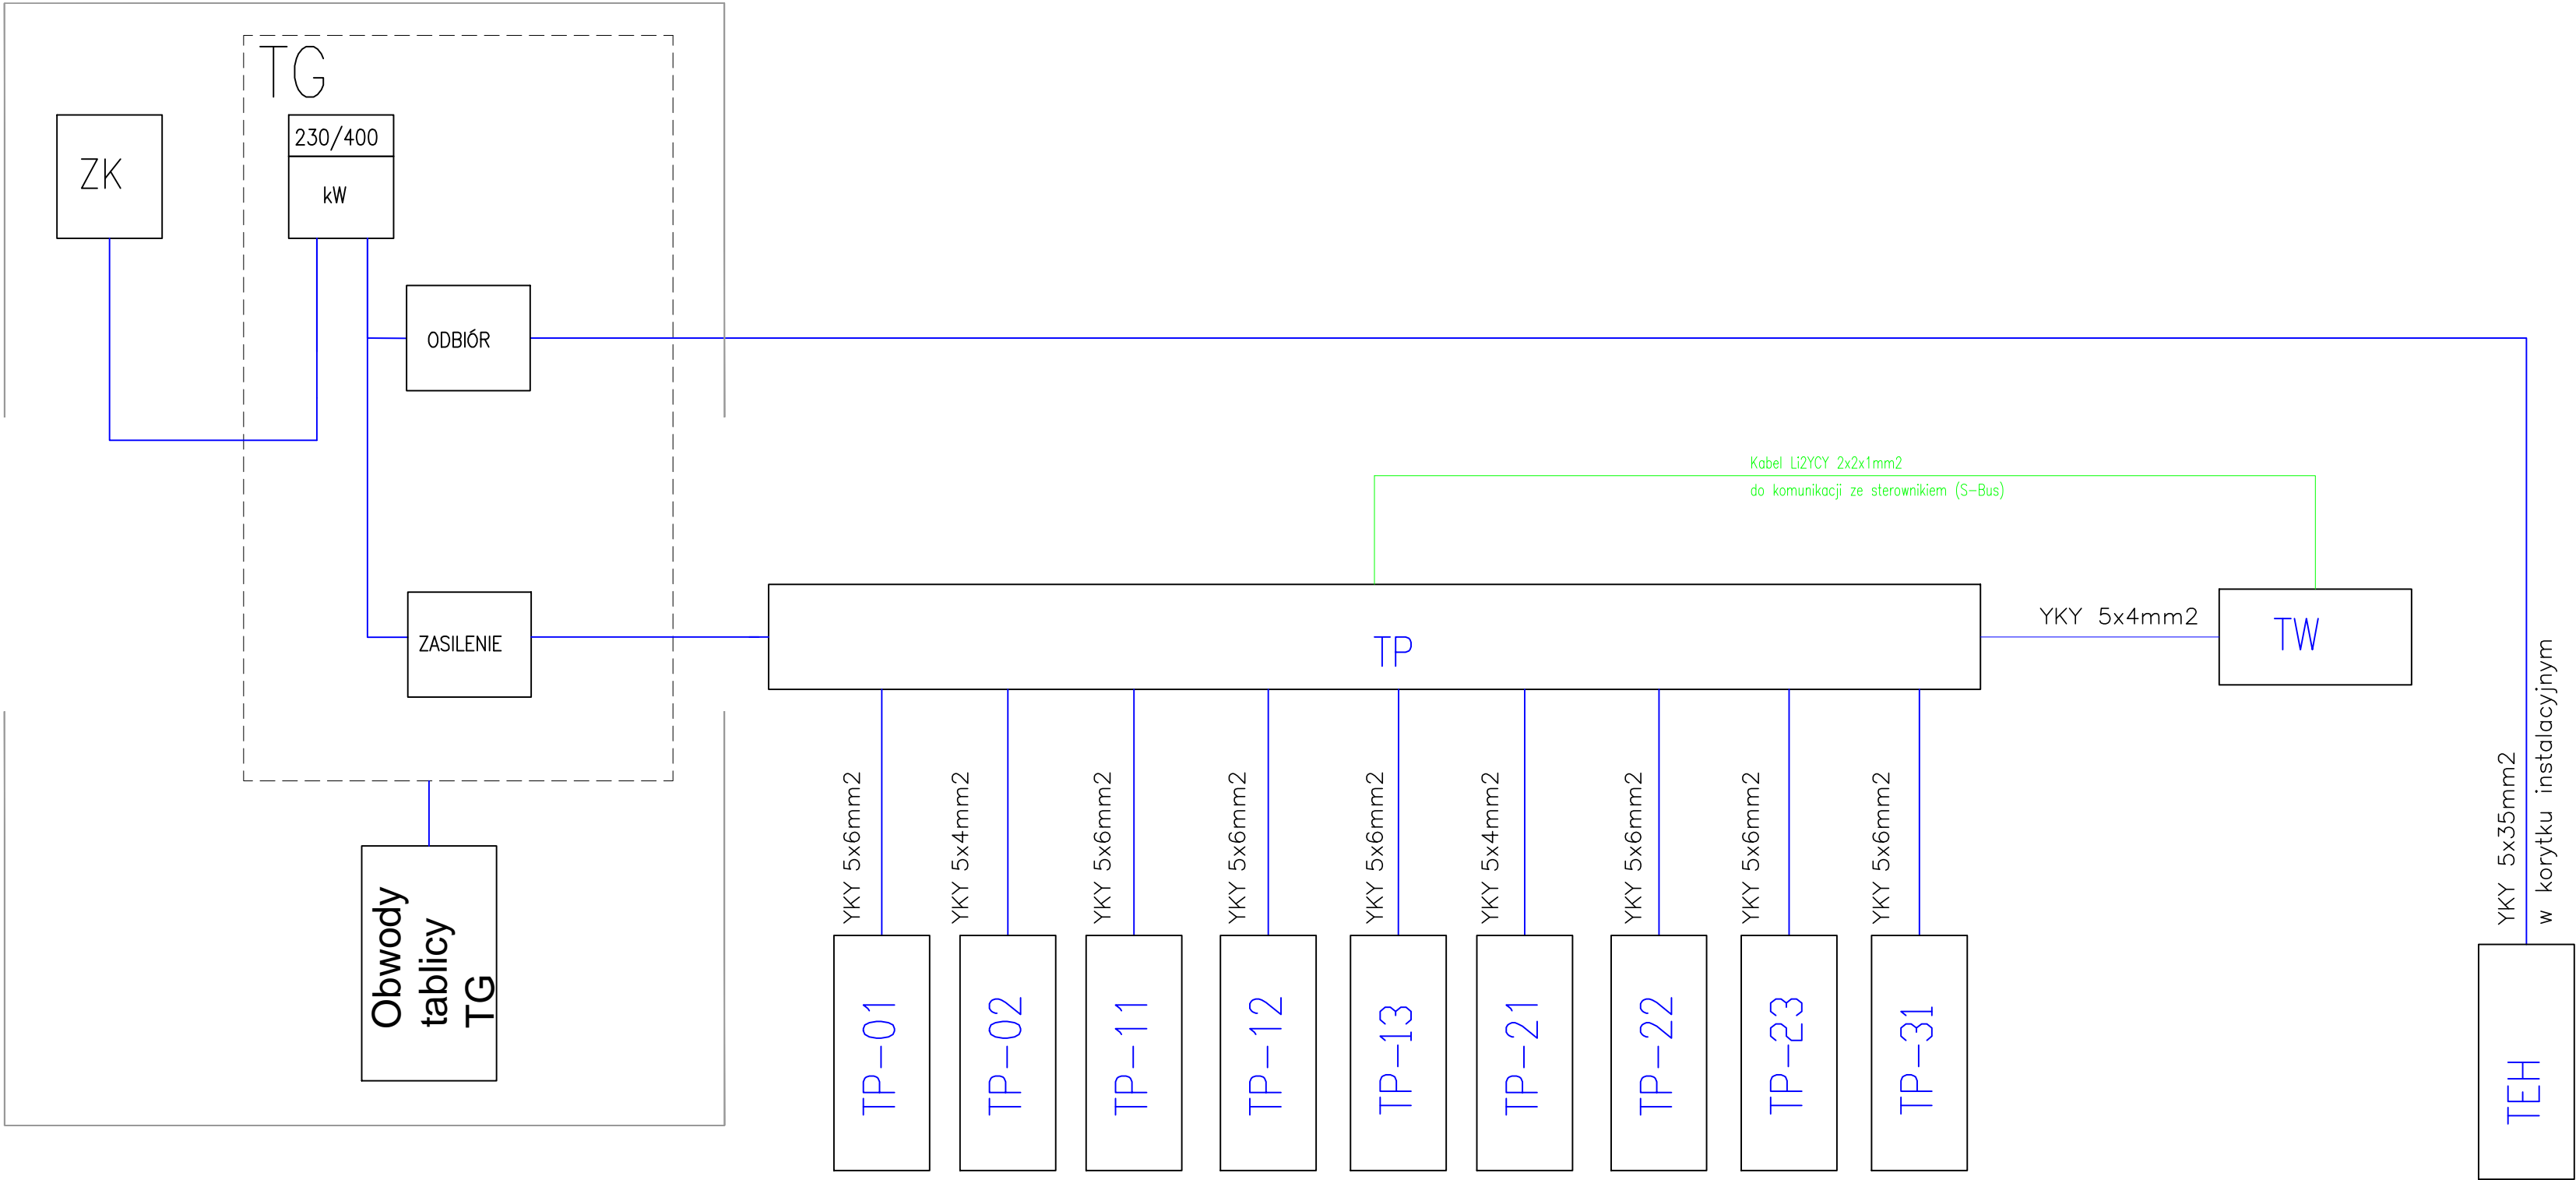 TG
230/400
kW
ZK
ODBIÓR
Kabel Li2YCY 2x2x1mm2
do komunikacji ze sterownikiem (S-Bus)
ZASILENIE
TP
YKY 5x4mm2
TW
YKY 5x6mm2
YKY 5x4mm2
YKY 5x6mm2
YKY 5x6mm2
YKY 5x6mm2
YKY 5x4mm2
YKY 5x6mm2
YKY 5x6mm2
YKY 5x6mm2
YKY 5x35mm2
w korytku instalacyjnym
Obwody
tablicy
TG
TP-01
TP-02
TP-11
TP-12
TP-13
TP-21
TP-22
TP-23
TP-31
TEH